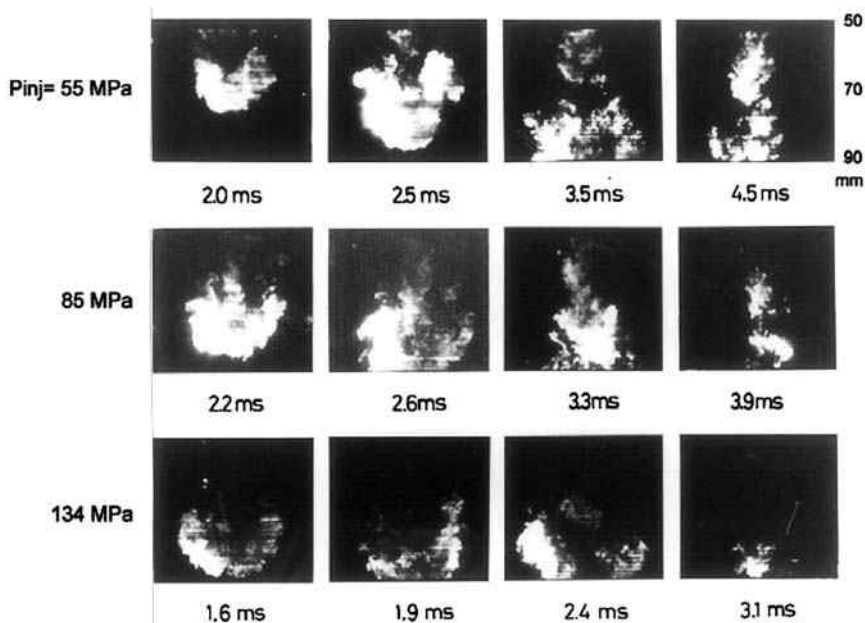 50
Pinj= 55 MPa
70
90
mm
2.0 ms 2.5 ms 3.5 ms 4.5 ms
85 MPa
2.2 ms 2.6 ms 3.3 ms 3.9 ms
134 MPa
1.6 ms 1.9 ms 2.4 ms 3.1 ms